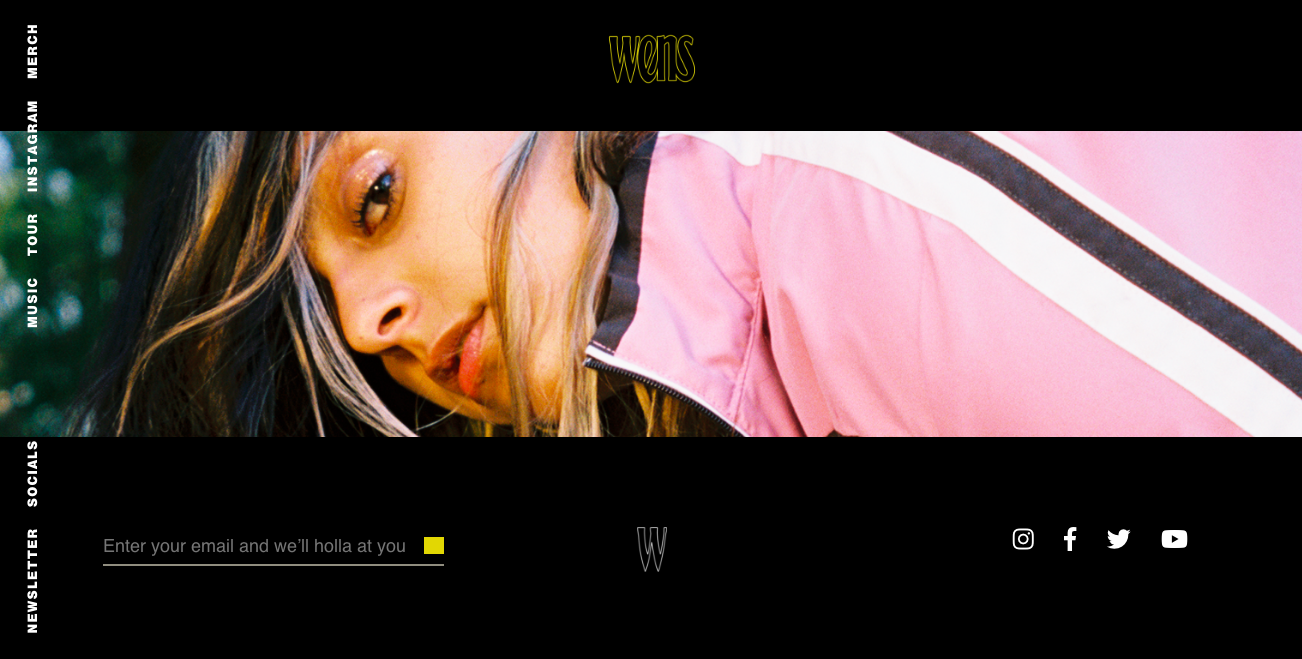 wens
MERCH
INSTAGRAM
TOUR
MUSIC
SOCIALS
NEWSLETTER
Enter your email and we’ll holla at you
W